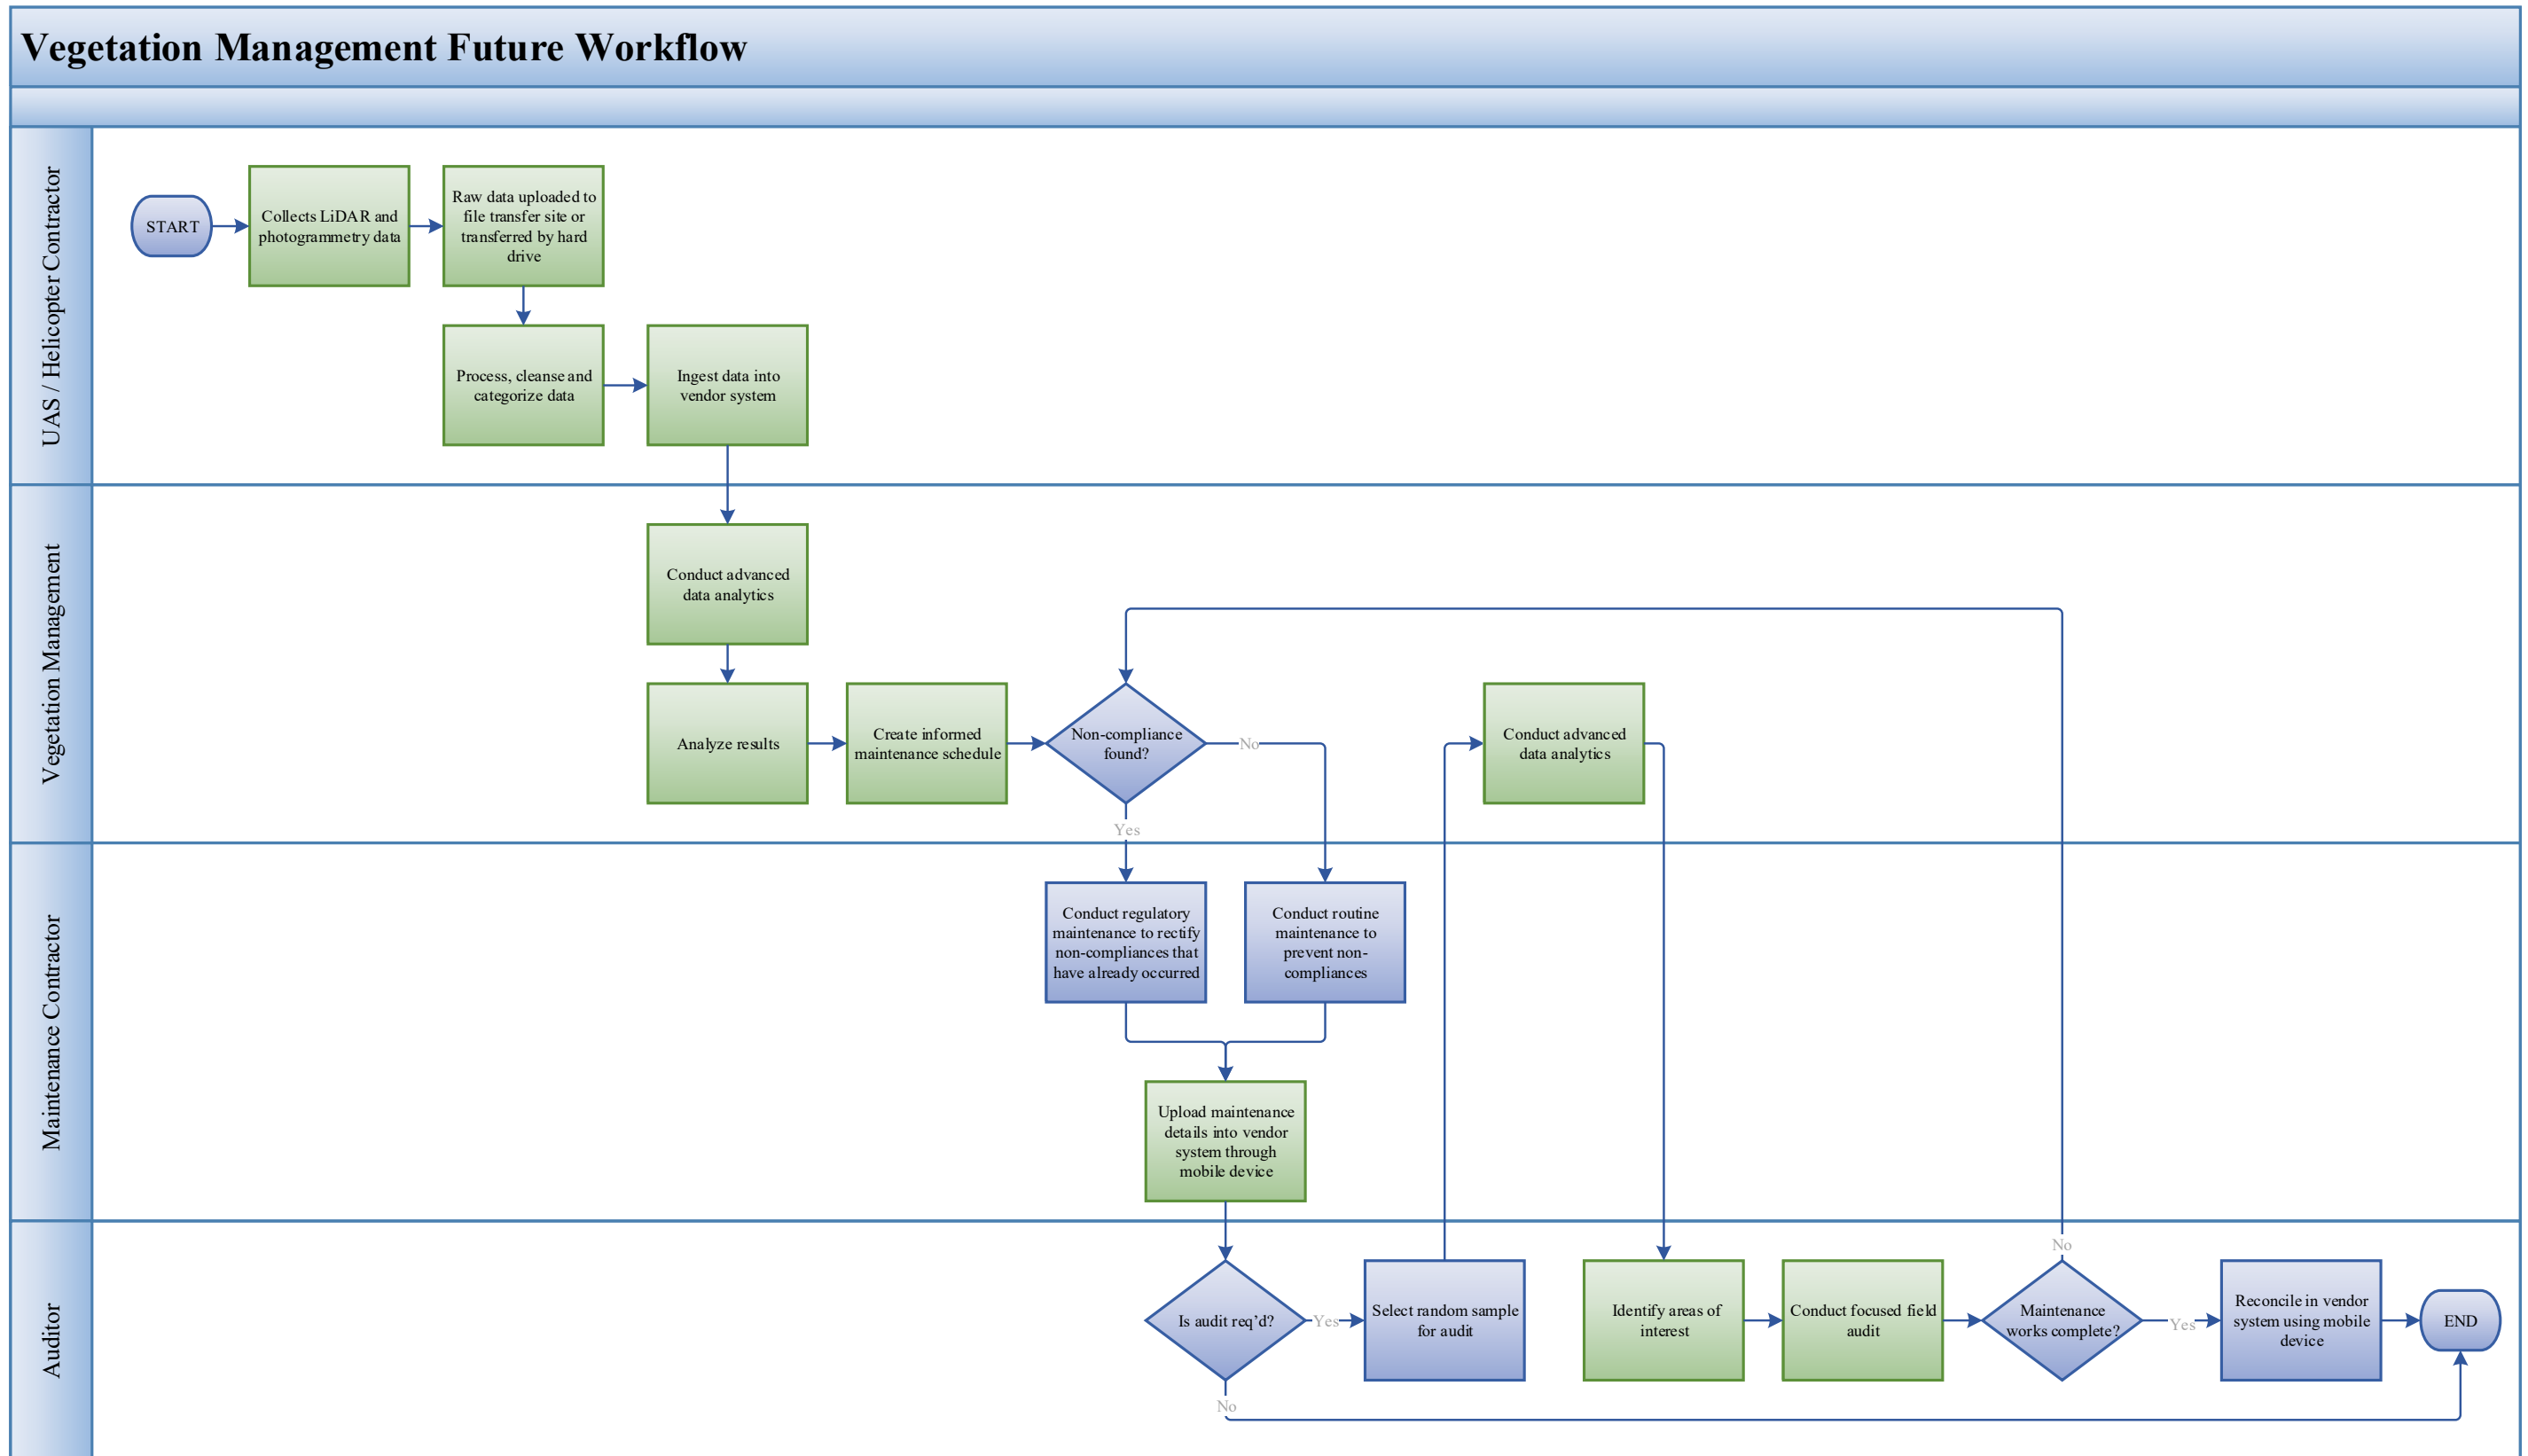 Vegetation Management Future Workflow
UAS / Helicopter Contractor
START
Collects LiDAR and
photogrammetry data
Raw data uploaded to
file transfer site or
transferred by hard
drive
Process, cleanse and
categorize data
Ingest data into
vendor system
Vegetation Management
Conduct advanced
data analytics
Analyze results
Create informed
maintenance schedule
Non-compliance
found?
No
Yes
Conduct advanced
data analytics
Maintenance Contractor
Conduct regulatory
maintenance to rectify
non-compliances that
have already occurred
Conduct routine
maintenance to
prevent non-
compliances
Upload maintenance
details into vendor
system through
mobile device
Auditor
Is audit req'd?
Yes
No
Select random sample
for audit
Identify areas of
interest
Conduct focused field
audit
Maintenance
works complete?
No
Yes
Reconcile in vendor
system using mobile
device
END